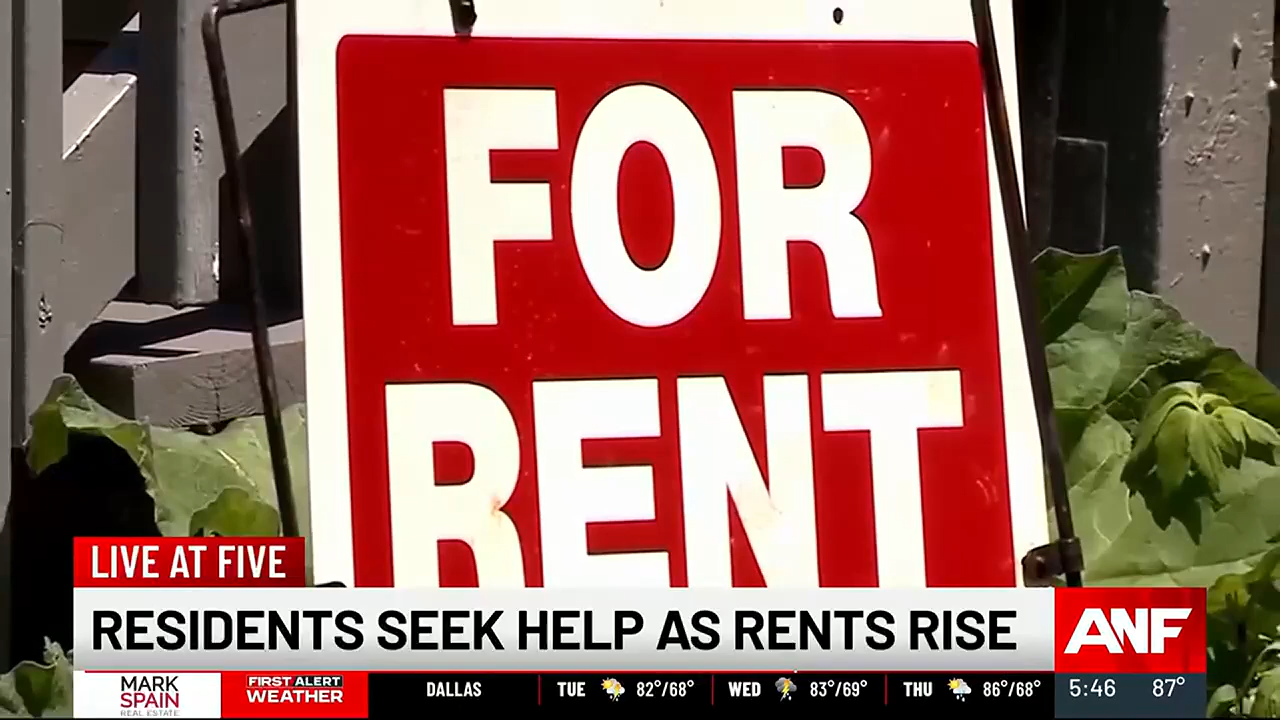 FOR
RENT
LIVE AT FIVE
RESIDENTS SEEK HELP AS RENTS RISE
ANF
MARK
SPAIN
REAL ESTATE
FIRST ALERT
WEATHER
DALLAS
TUE 82°/68°
WED 83°/69°
THU 86°/68°
5:46 87°